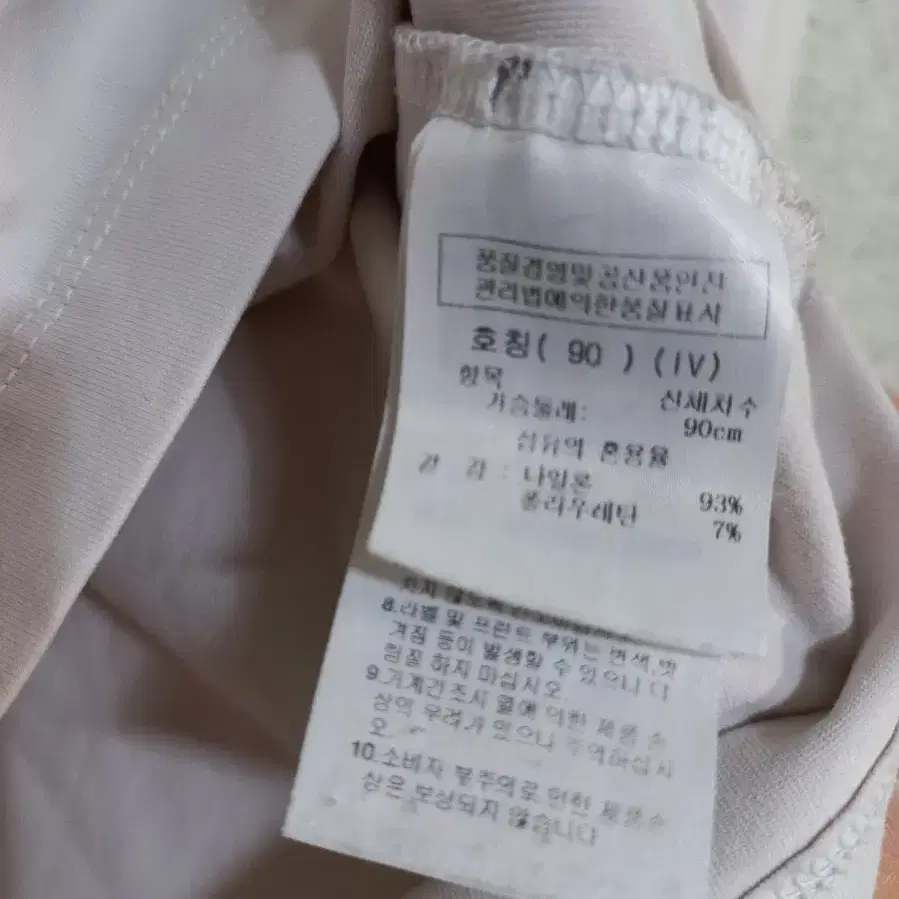 품질경영및공산품안전
관리법에의한품질표시
호칭( 90 ) (IV)
항목 신체치수
가슴둘레: 90cm
섬유의 혼용율
겉 감 : 나일론 93%
폴리우레탄 7%
하지 않도록
8.라벨 및 프린트 부위는 변색,벗
겨짐 등이 발생할 수 있으니 다
림질 하지 마십시오.
9.기계건조시 열에 의한 제품 손
상의 우려가 있으니 주의하십시
오
10.소비자 부주의로 인한 제품손
상은 보상되지 않습니다